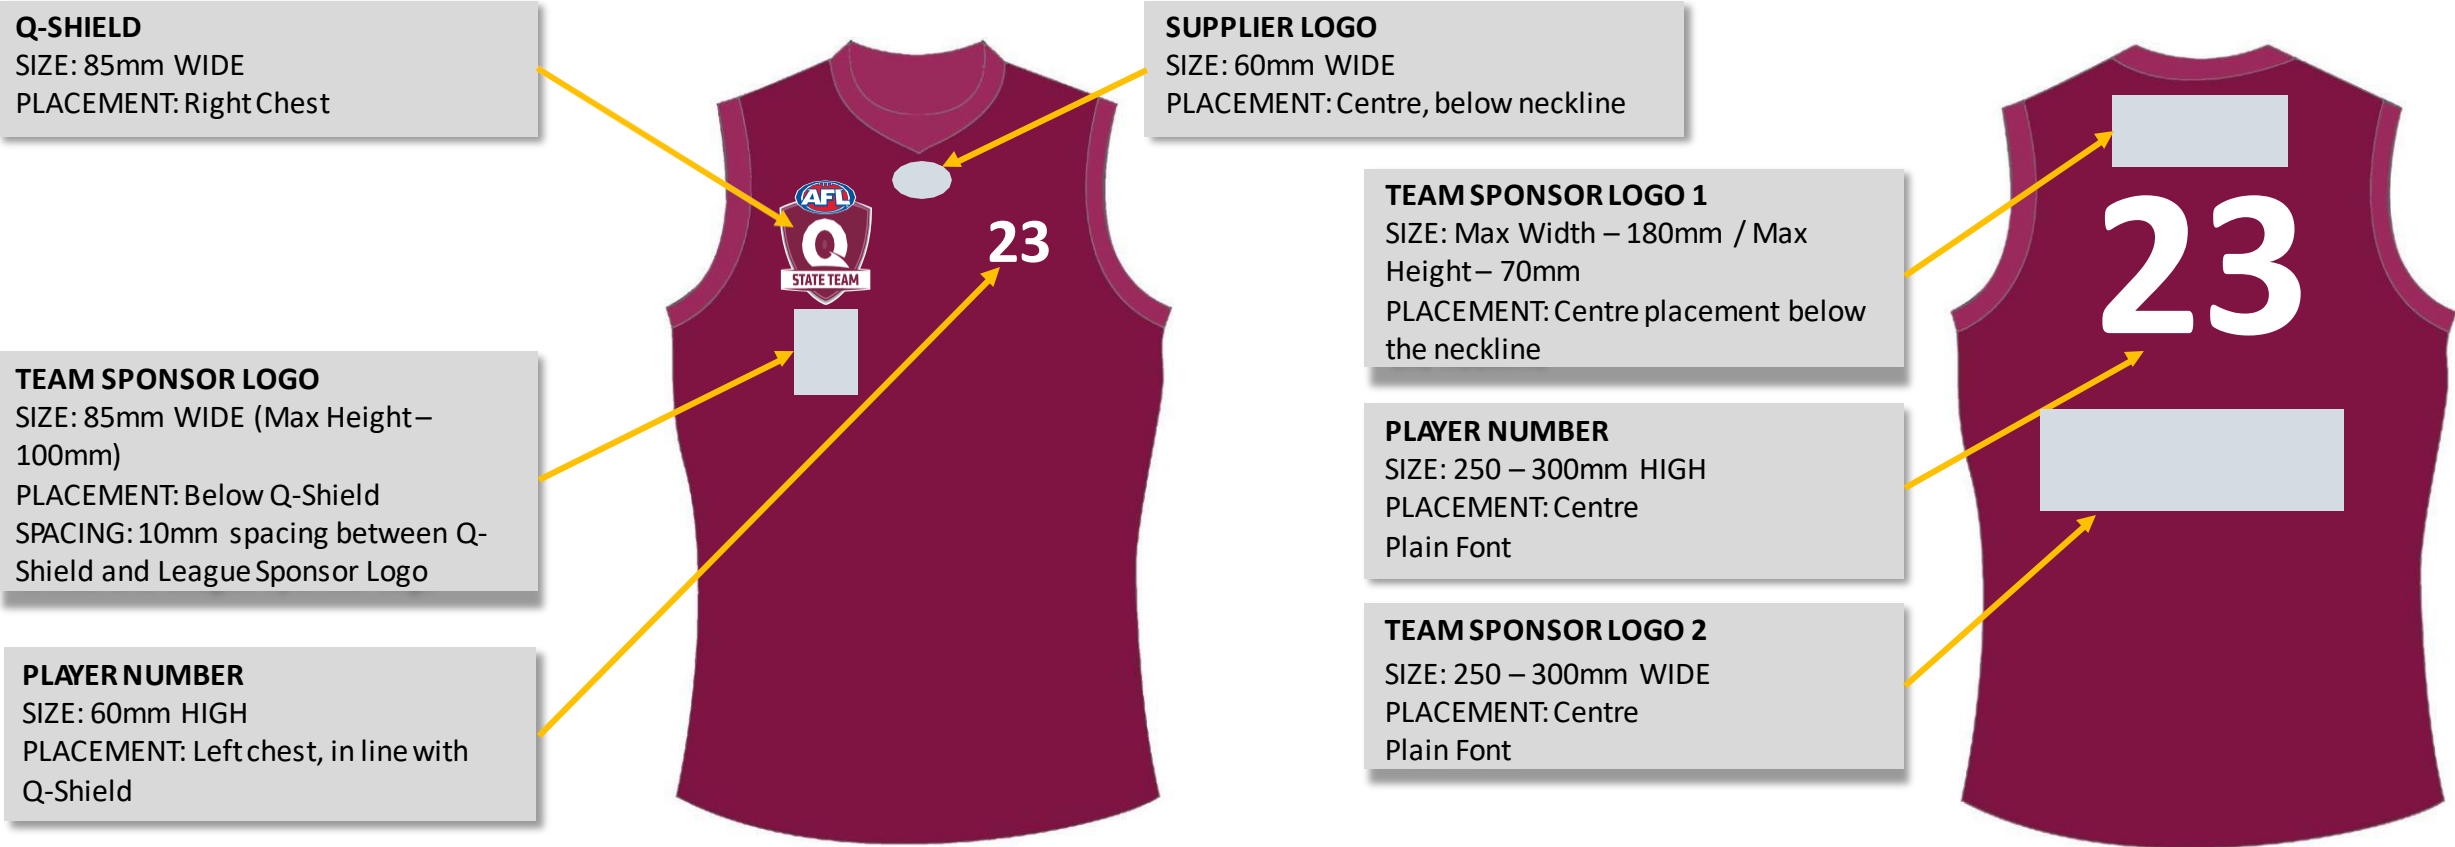 Q-SHIELD
SIZE: 85mm WIDE
PLACEMENT: Right Chest
SUPPLIER LOGO
SIZE: 60mm WIDE
PLACEMENT: Centre, below neckline
AFL
Q
STATE TEAM
23
TEAM SPONSOR LOGO
SIZE: 85mm WIDE (Max Height –
100mm)
PLACEMENT: Below Q-Shield
SPACING: 10mm spacing between Q-
Shield and League Sponsor Logo
PLAYER NUMBER
SIZE: 60mm HIGH
PLACEMENT: Left chest, in line with
Q-Shield
TEAM SPONSOR LOGO 1
SIZE: Max Width – 180mm / Max
Height – 70mm
PLACEMENT: Centre placement below
the neckline
23
PLAYER NUMBER
SIZE: 250 – 300mm HIGH
PLACEMENT: Centre
Plain Font
TEAM SPONSOR LOGO 2
SIZE: 250 – 300mm WIDE
PLACEMENT: Centre
Plain Font